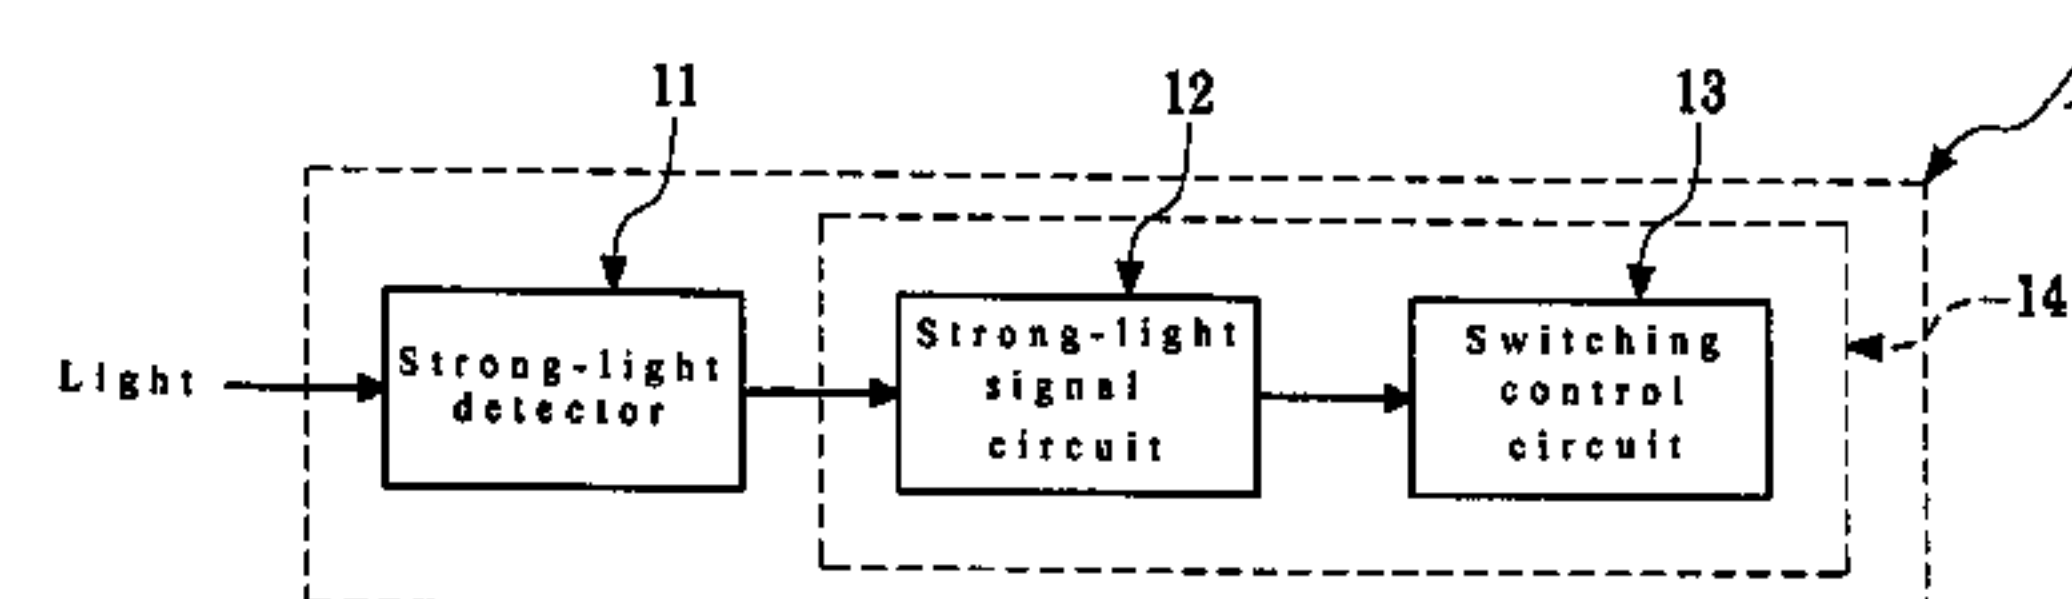 11
12
13
14
Light
Strong-light
detector
Strong-light
signal
circuit
Switching
control
circuit